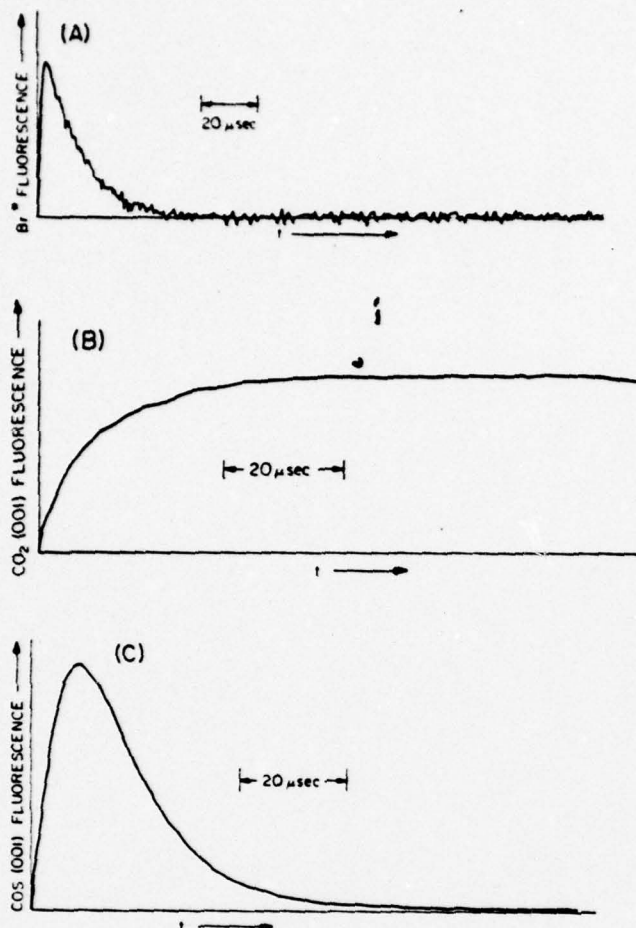 (A)
Br* FLUORESCENCE
20 μsec
t
(B)
CO₂ (001) FLUORESCENCE
20 μsec
t
(C)
COS (001) FLUORESCENCE
20 μsec
t